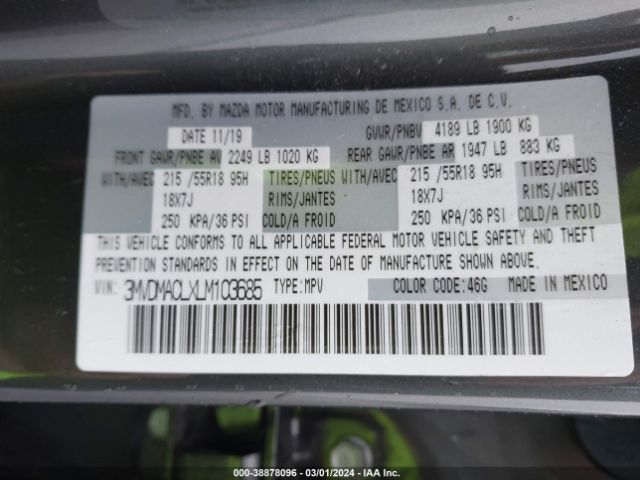 MFD. BY MAZDA MOTOR MANUFACTURING DE MEXICO S.A. DE C.V.
DATE 11/19 GVWR/PNBV 4189 LB 1900 KG
FRONT GAWR/PNBE AV 2249 LB 1020 KG REAR GAWR/PNBE AR 1947 LB 883 KG
WITH/AVEC 215 /55R18 95H TIRES/PNEUS WITH/AVEC 215 /55R18 95H TIRES/PNEUS
18X7J RIMS/JANTES 18X7J RIMS/JANTES
250 KPA/36 PSI COLD/A FROID 250 KPA/36 PSI COLD/A FROID
THIS VEHICLE CONFORMS TO ALL APPLICABLE FEDERAL MOTOR VEHICLE SAFETY AND THEFT
PREVENTION STANDARDS IN EFFECT ON THE DATE OF MANUFACTURE SHOWN ABOVE.
VIN: 3MVDMACLXLM103685 TYPE:MPV COLOR CODE:46G MADE IN MEXICO
000-38878096 - 03/01/2024 - IAA Inc.